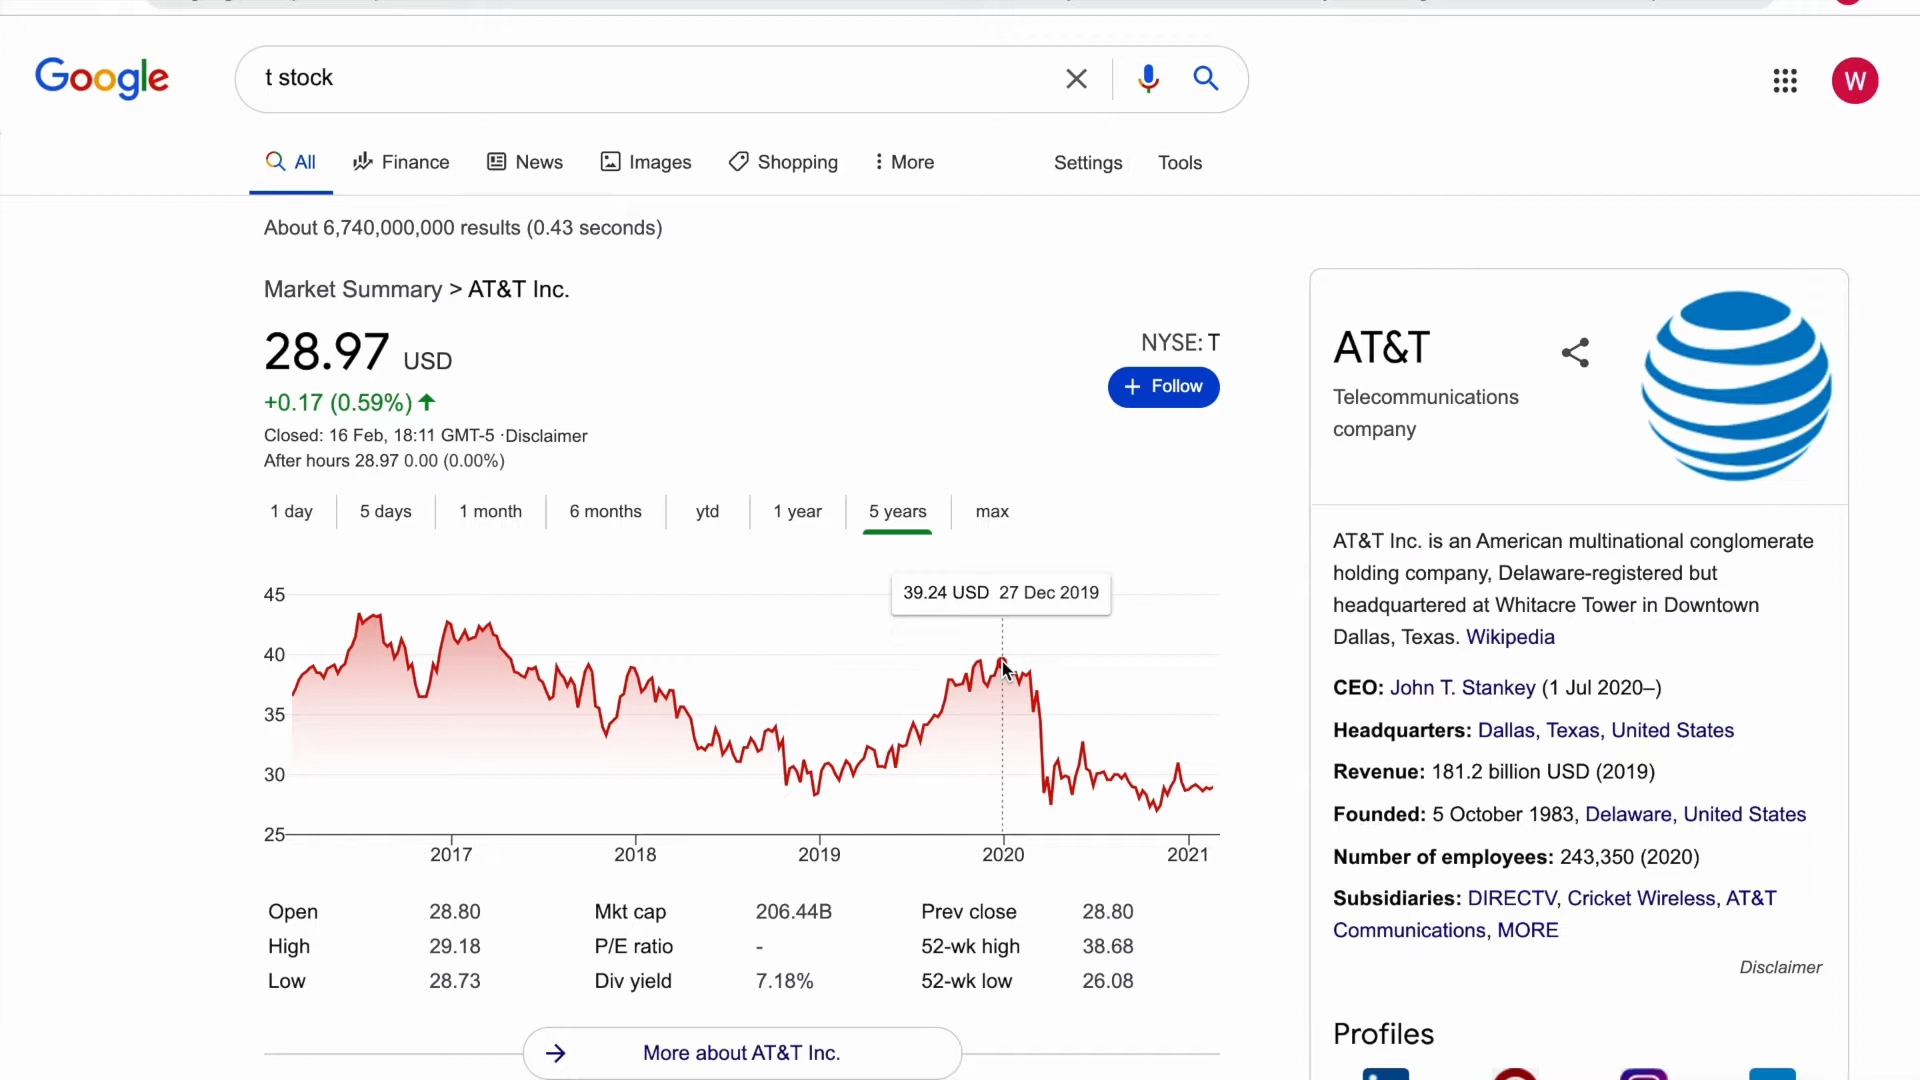 Google
t stock
W
All
Finance
News
Images
Shopping
More
Settings
Tools
About 6,740,000,000 results (0.43 seconds)
Market Summary > AT&T Inc.
28.97 USD
+0.17 (0.59%)
Closed: 16 Feb, 18:11 GMT-5 ·Disclaimer
After hours 28.97 0.00 (0.00%)
NYSE: T
+ Follow
1 day
5 days
1 month
6 months
ytd
1 year
5 years
max
39.24 USD 27 Dec 2019
45
40
35
30
25
2017
2018
2019
2020
2021
Open 28.80 Mkt cap 206.44B Prev close 28.80
High 29.18 P/E ratio - 52-wk high 38.68
Low 28.73 Div yield 7.18% 52-wk low 26.08
More about AT&T Inc.
AT&T
Telecommunications
company
AT&T Inc. is an American multinational conglomerate
holding company, Delaware-registered but
headquartered at Whitacre Tower in Downtown
Dallas, Texas. Wikipedia
CEO: John T. Stankey (1 Jul 2020–)
Headquarters: Dallas, Texas, United States
Revenue: 181.2 billion USD (2019)
Founded: 5 October 1983, Delaware, United States
Number of employees: 243,350 (2020)
Subsidiaries: DIRECTV, Cricket Wireless, AT&T
Communications, MORE
Disclaimer
Profiles